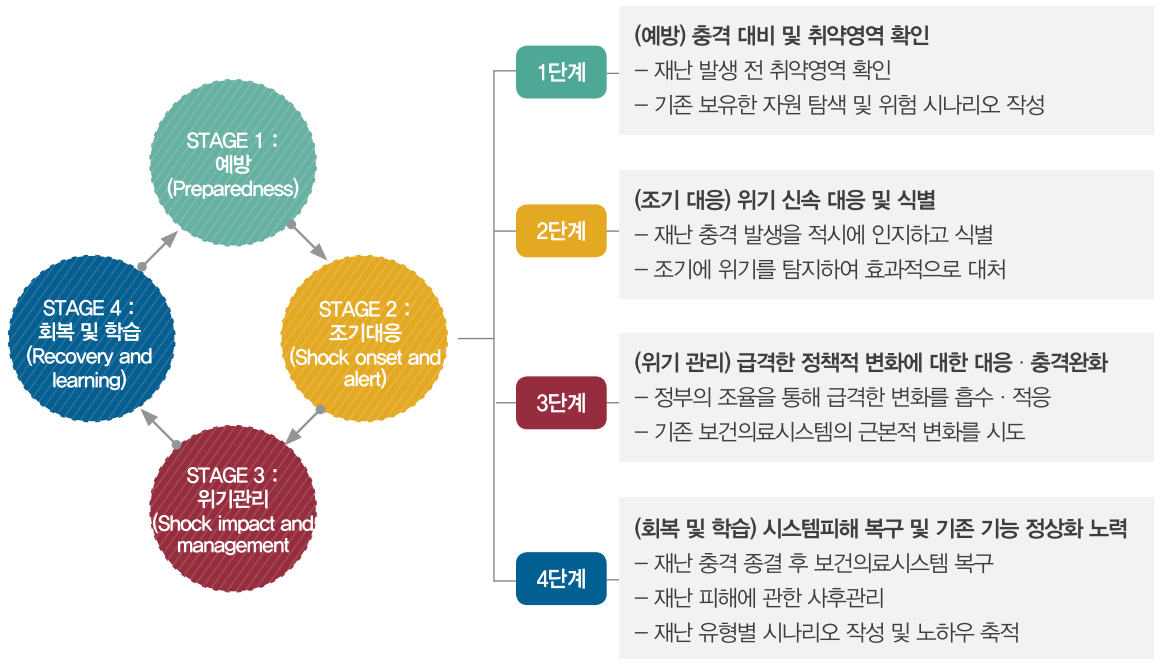 STAGE 1 :
예방
(Preparedness)
STAGE 2 :
조기대응
(Shock onset and
alert)
STAGE 3 :
위기관리
(Shock impact and
management
STAGE 4 :
회복 및 학습
(Recovery and
learning)
1단계
(예방) 충격 대비 및 취약영역 확인
– 재난 발생 전 취약영역 확인
– 기존 보유한 자원 탐색 및 위험 시나리오 작성
2단계
(조기 대응) 위기 신속 대응 및 식별
– 재난 충격 발생을 적시에 인지하고 식별
– 조기에 위기를 탐지하여 효과적으로 대처
3단계
(위기 관리) 급격한 정책적 변화에 대한 대응 · 충격완화
– 정부의 조율을 통해 급격한 변화를 흡수 · 적응
– 기존 보건의료시스템의 근본적 변화를 시도
4단계
(회복 및 학습) 시스템피해 복구 및 기존 기능 정상화 노력
– 재난 충격 종결 후 보건의료시스템 복구
– 재난 피해에 관한 사후관리
– 재난 유형별 시나리오 작성 및 노하우 축적